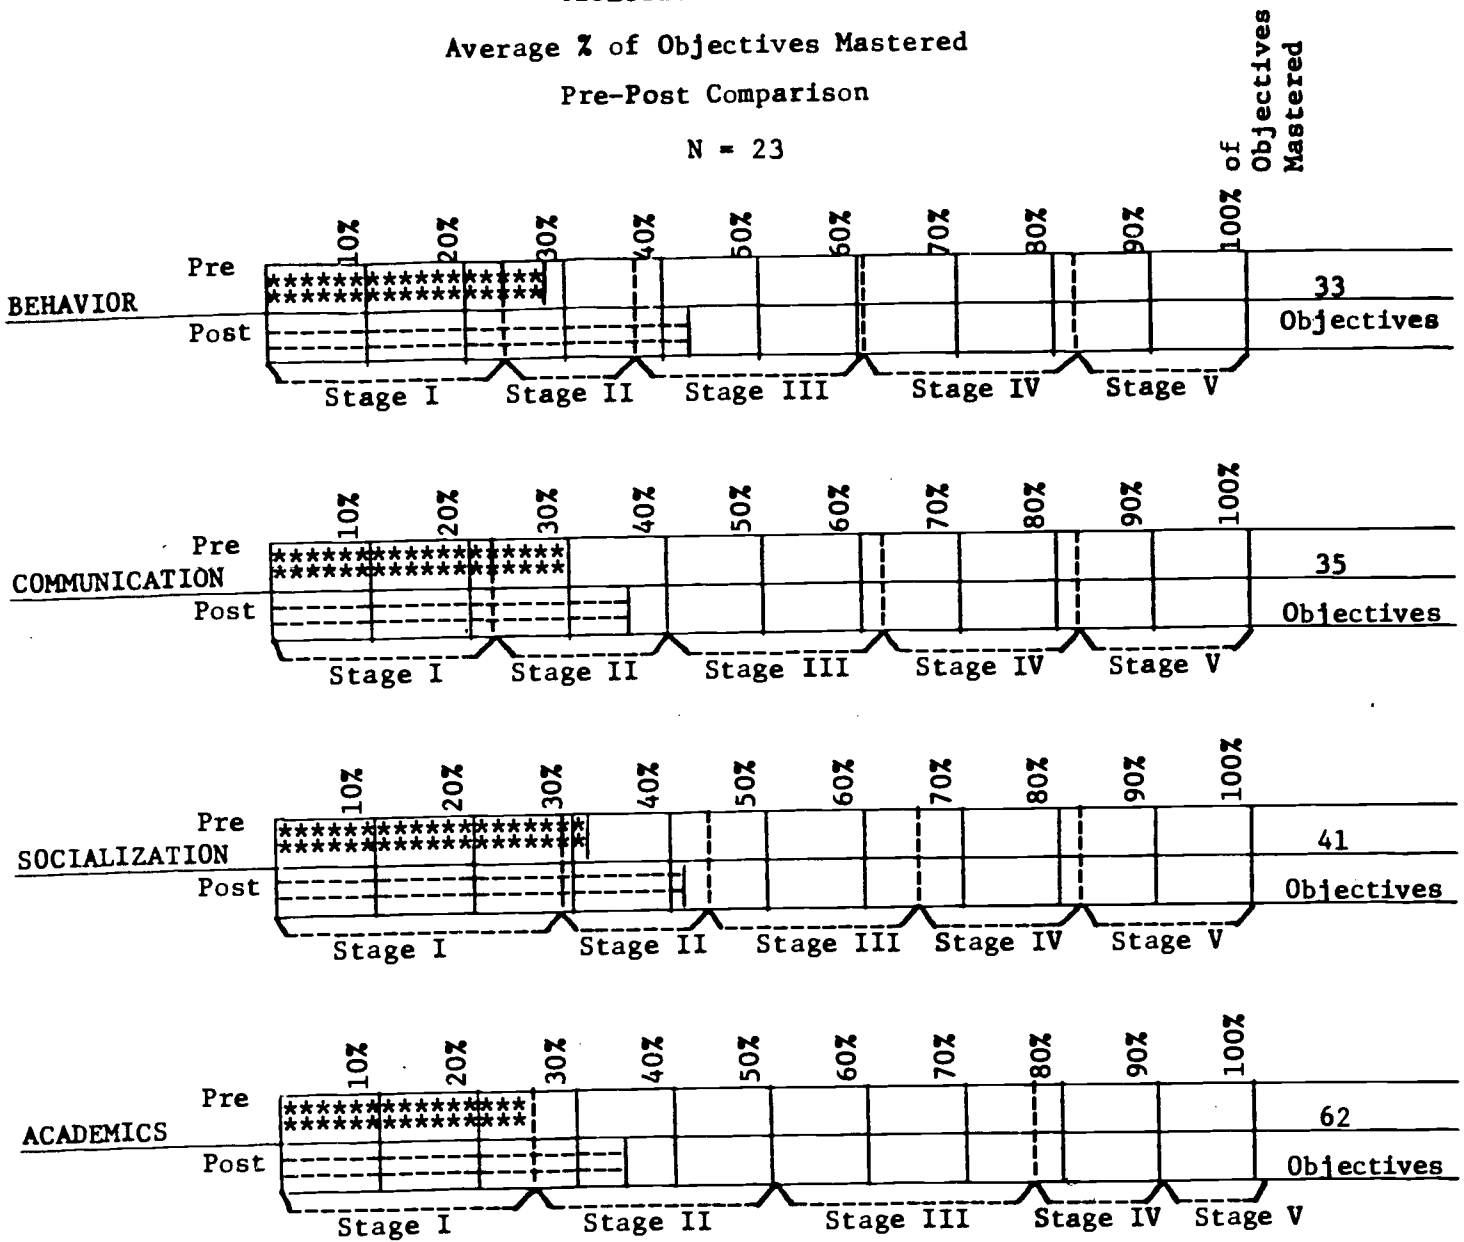 Average % of Objectives Mastered
Pre-Post Comparison
N = 23
of
Objectives
Mastered
10% 20% 30% 40% 50% 60% 70% 80% 90% 100%
Pre
33
BEHAVIOR
Post
Objectives
Stage I Stage II Stage III Stage IV Stage V
10% 20% 30% 40% 50% 60% 70% 80% 90% 100%
Pre
35
COMMUNICATION
Post
Objectives
Stage I Stage II Stage III Stage IV Stage V
10% 20% 30% 40% 50% 60% 70% 80% 90% 100%
Pre
41
SOCIALIZATION
Post
Objectives
Stage I Stage II Stage III Stage IV Stage V
10% 20% 30% 40% 50% 60% 70% 80% 90% 100%
Pre
62
ACADEMICS
Post
Objectives
Stage I Stage II Stage III Stage IV Stage V